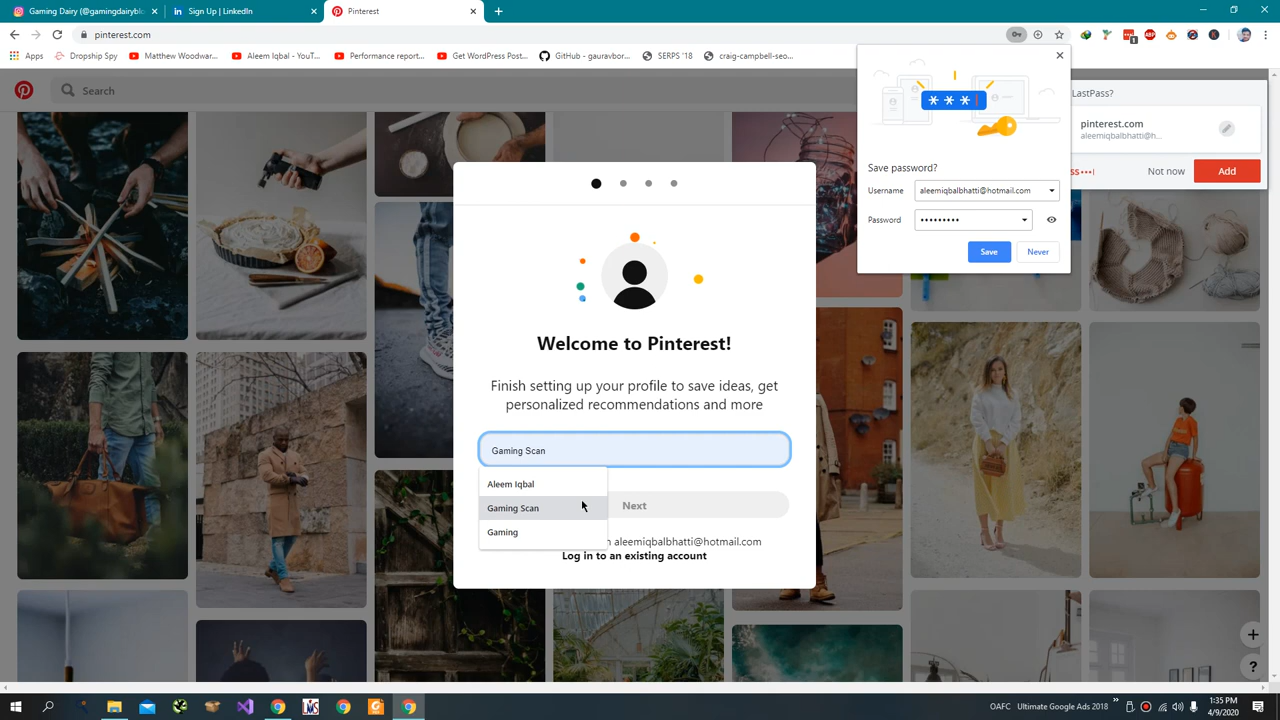 Gaming Dairy (@gamingdairyblo
Sign Up | LinkedIn
Pinterest
pinterest.com
Apps
Dropship Spy
Matthew Woodwar...
Aleem Iqbal - YouT...
Performance report...
Get WordPress Post...
GitHub - gauravbor...
SERPS '18
craig-campbell-seo...
Search
Save password?
Username
aleemiqbalbhatti@hotmail.com
Password
•••••••••
Save
Never
LastPass?
pinterest.com
aleemiqbalbhatti@h...
Not now
Add
Welcome to Pinterest!
Finish setting up your profile to save ideas, get
personalized recommendations and more
Gaming Scan
Aleem Iqbal
Gaming Scan
Gaming
Next
aleemiqbalbhatti@hotmail.com
Log in to an existing account
OAFC
Ultimate Google Ads 2018
1:35 PM
4/9/2020